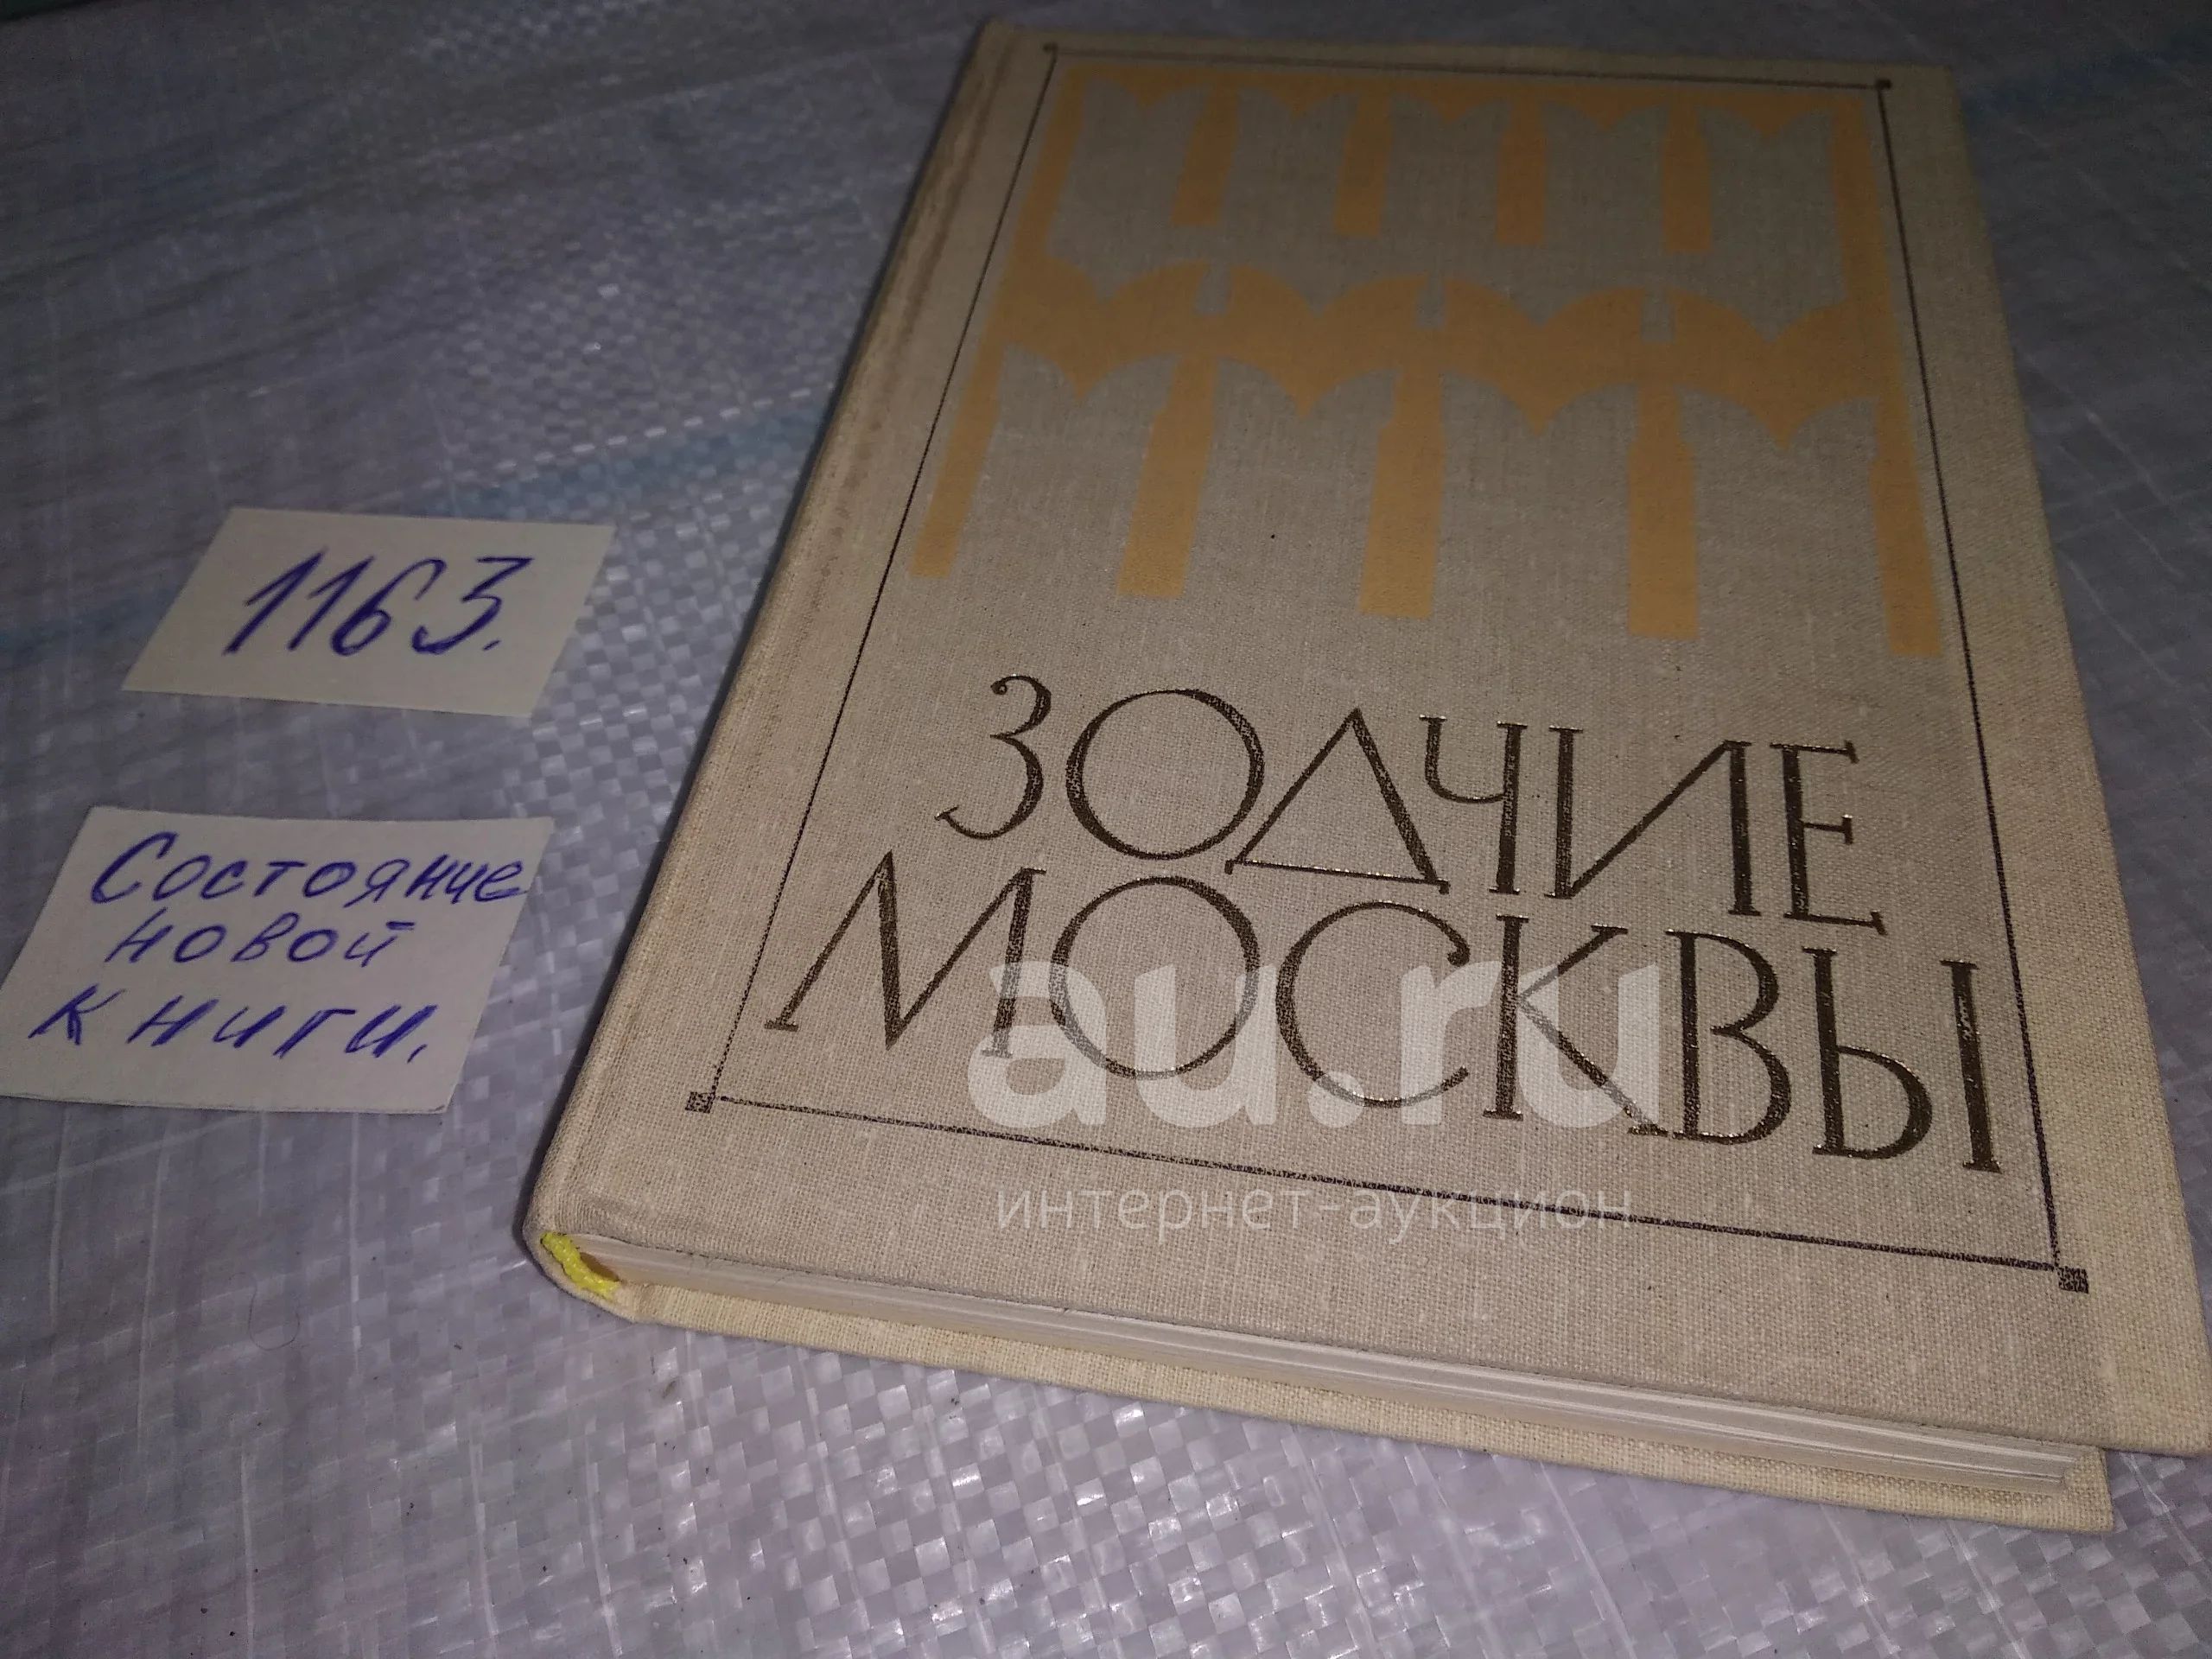 1163.
Состояние
новой
книги.
ЗОДЧИЕ
МОСКВЫ
au.ru
интернет-аукцион